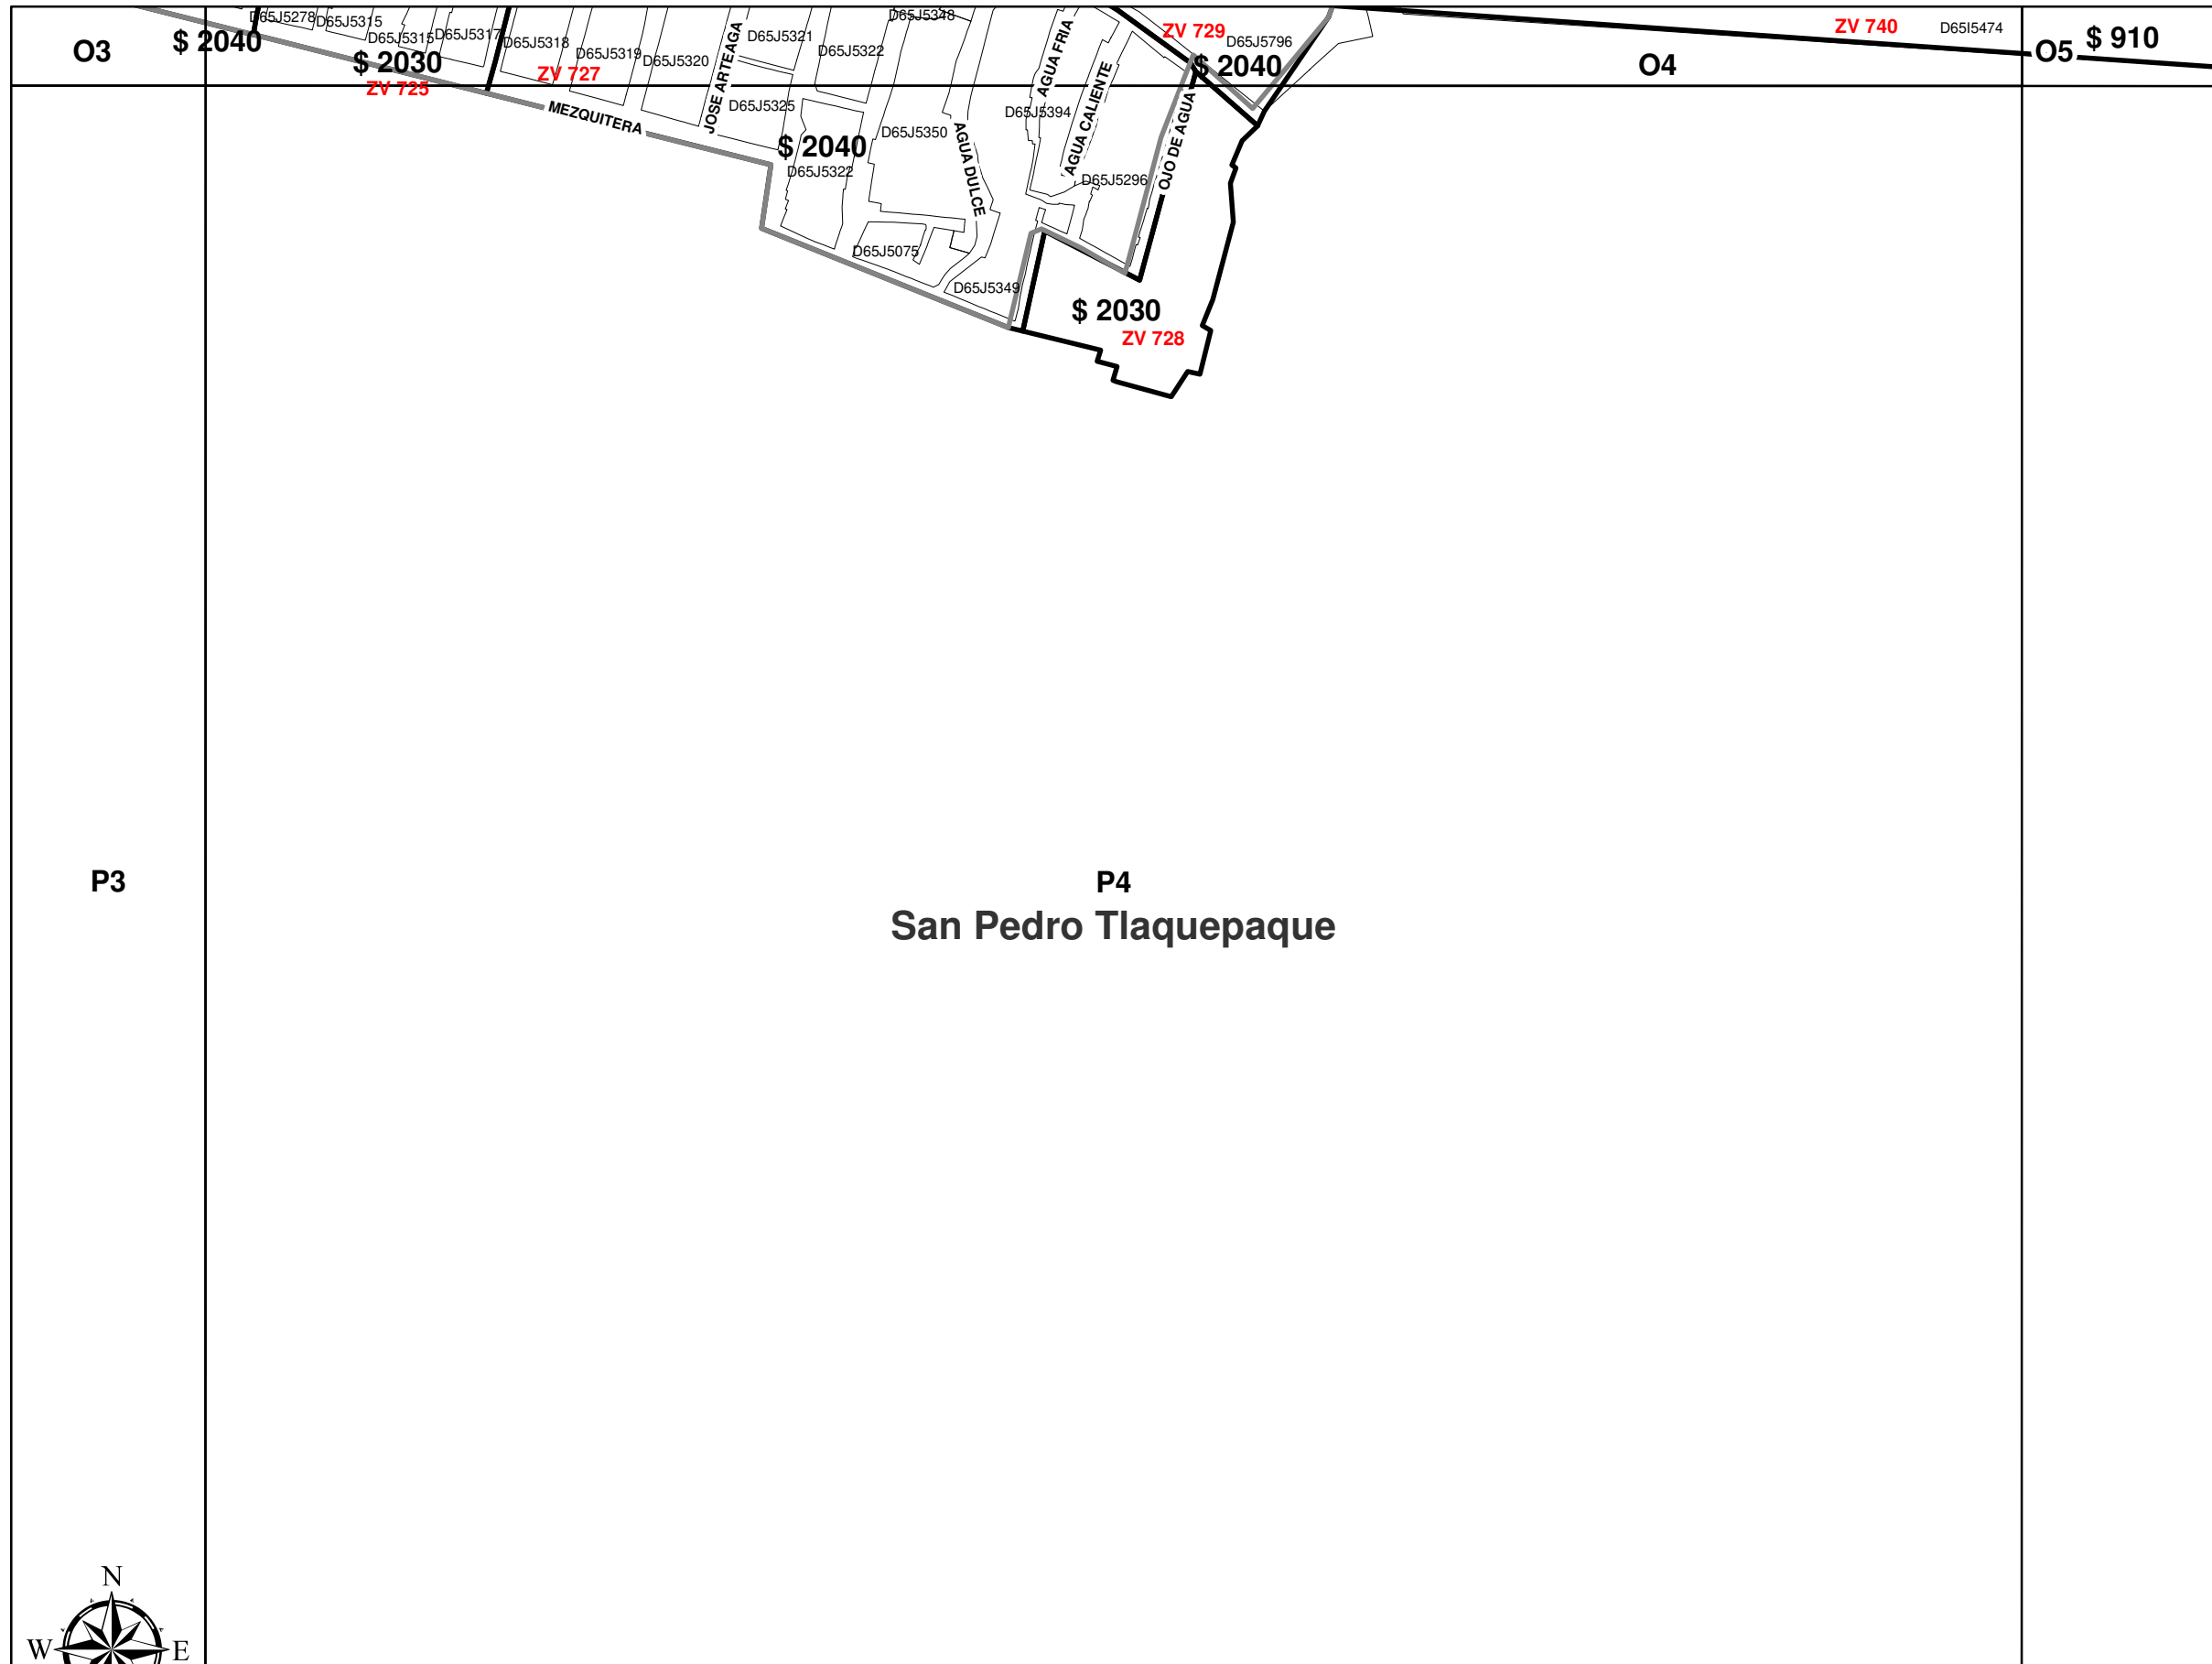 D65J5278
D65J5315
D65J5348
O3
$ 2040
D65J5315
D65J5317
D65J5318
D65J5319
D65J5320
JOSE ARTEAGA
D65J5321
D65J5322
AGUA FRIA
ZV 729
D65J5796
ZV 740
D65I5474
O5
$ 910
$ 2030
ZV 725
ZV 727
$ 2040
O4
MEZQUITERA
D65J5325
$ 2040
D65J5322
D65J5350
AGUA DULCE
D65J5394
AGUA CALIENTE
D65J5296
OJO DE AGUA
D65J5075
D65J5349
$ 2030
ZV 728
P3
P4
San Pedro Tlaquepaque
N
W
E